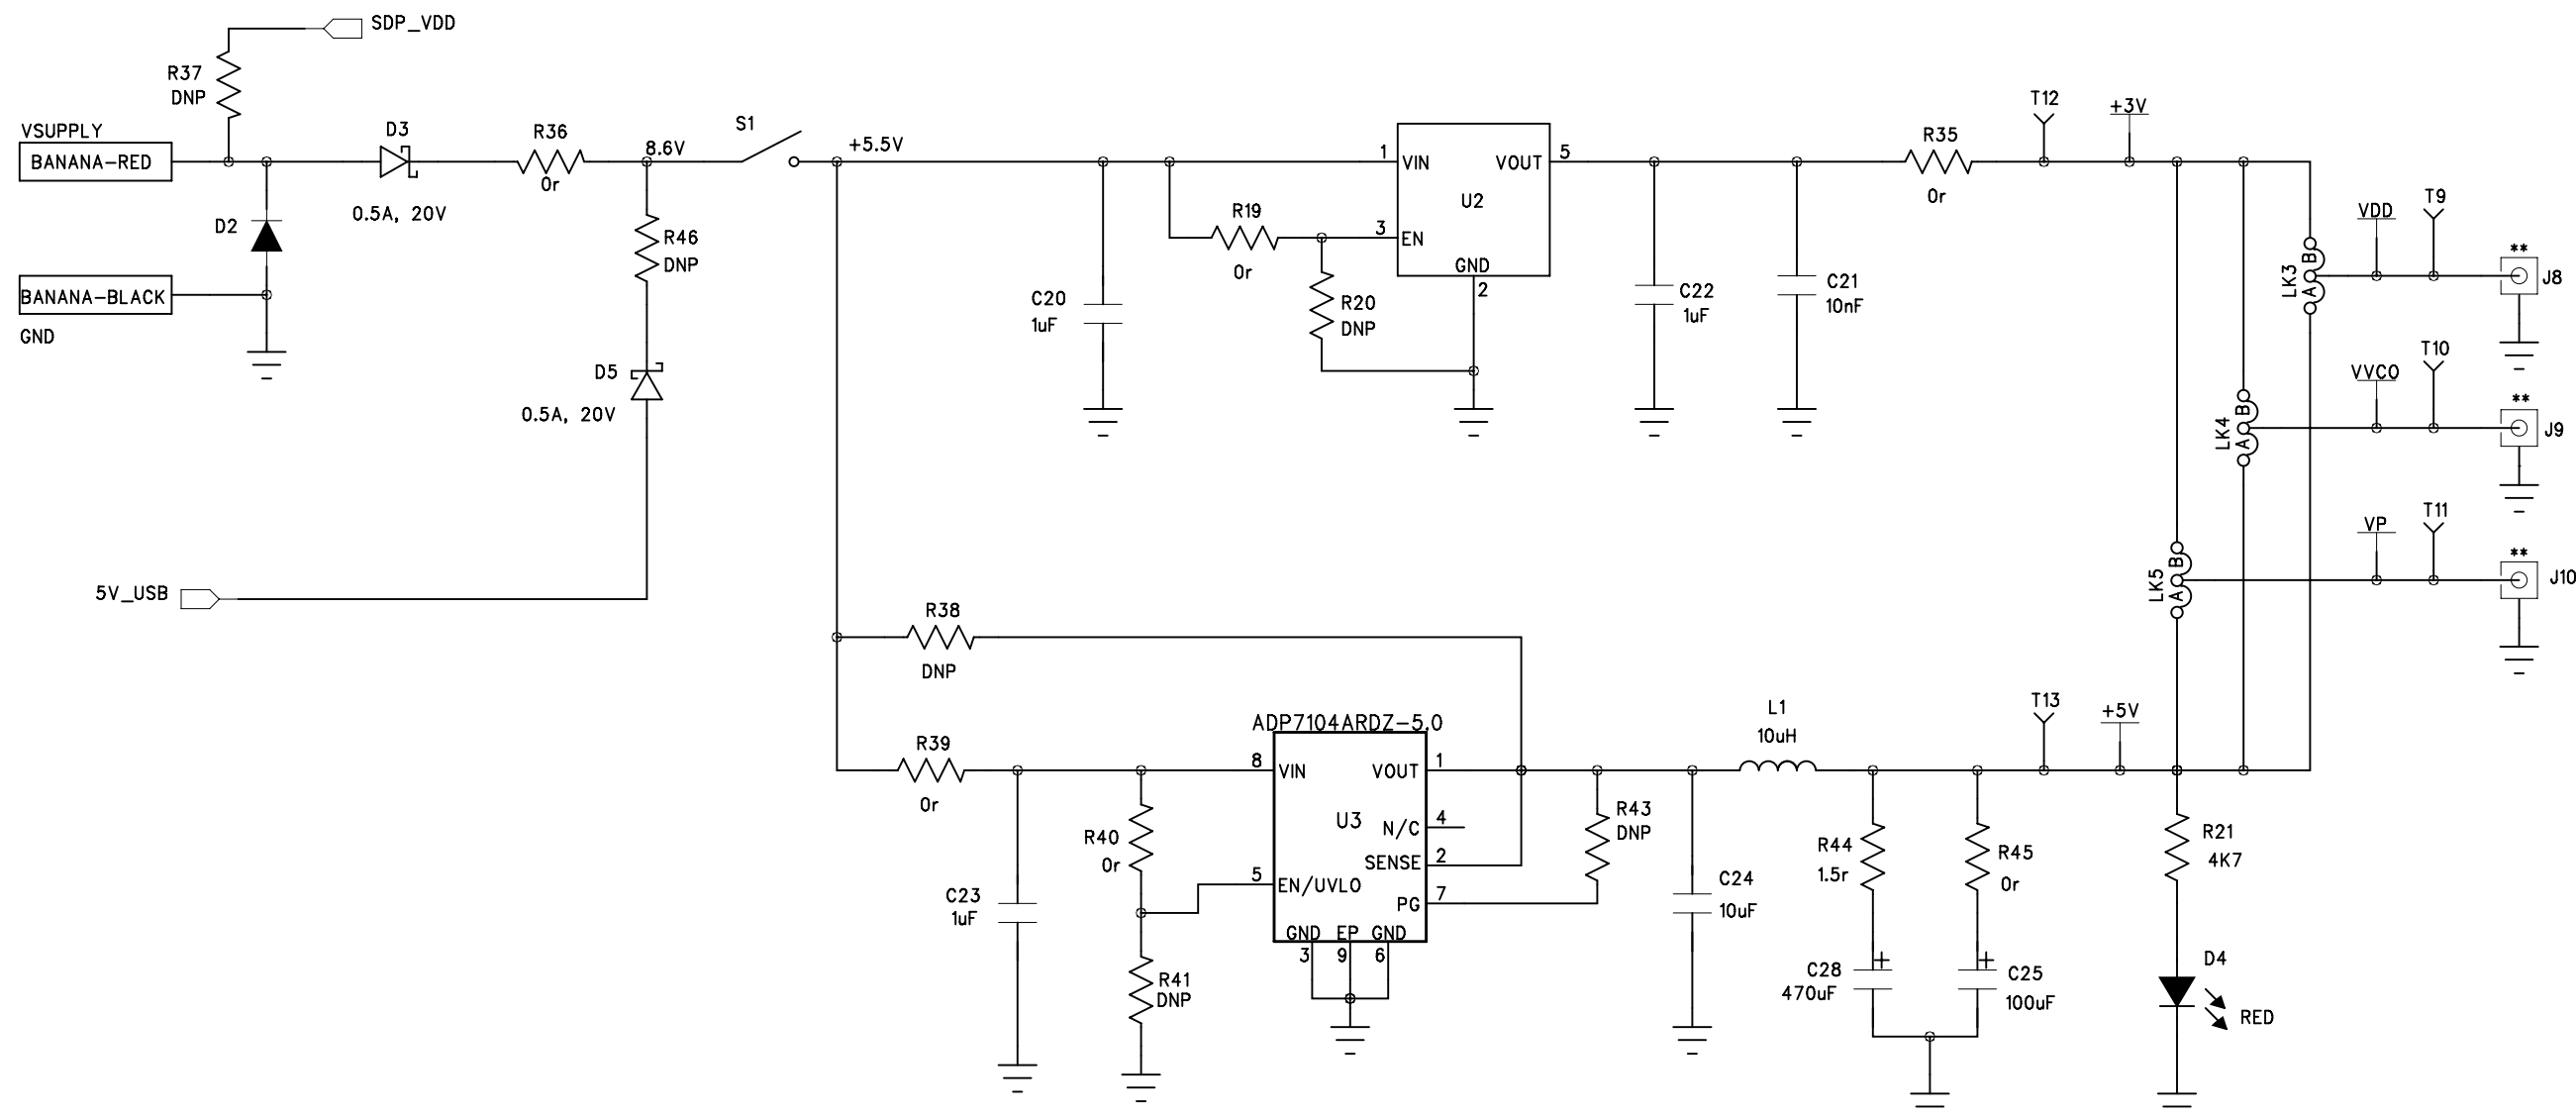 SDP_VDD
R37
DNP
VSUPPLY
BANANA-RED
D3
0.5A, 20V
R36
0r
8.6V
S1
+5.5V
D2
BANANA-BLACK
GND
R46
DNP
D5
0.5A, 20V
5V_USB
C20
1uF
R19
0r
R20
DNP
1
VIN
VOUT
5
U2
3
EN
GND
2
C22
1uF
C21
10nF
R35
0r
T12
+3V
LK3
B
A
VDD
T9
**
J8
LK4
B
A
VVCO
T10
**
J9
LK5
B
A
VP
T11
**
J10
R38
DNP
R39
0r
C23
1uF
R40
0r
R41
DNP
ADP7104ARDZ-5.0
8
VIN
VOUT
1
U3
N/C
4
SENSE
2
5
EN/UVLO
PG
7
GND
EP
GND
3
9
6
R43
DNP
C24
10uF
L1
10uH
R44
1.5r
+
C28
470uF
R45
0r
+
C25
100uF
T13
+5V
R21
4K7
D4
RED